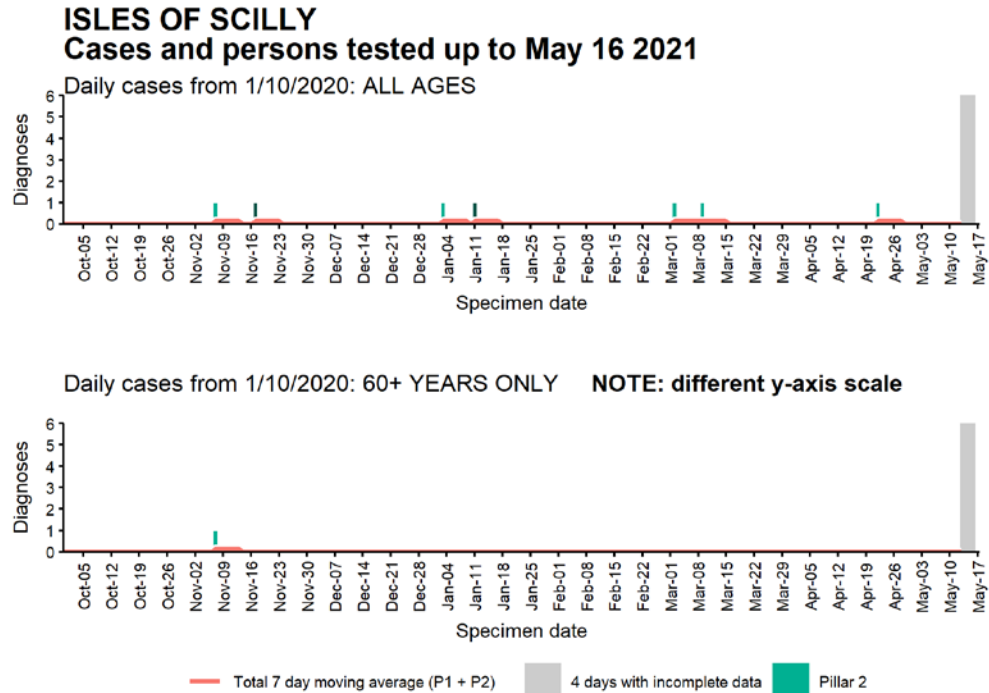 ISLES OF SCILLY
Cases and persons tested up to May 16 2021
Daily cases from 1/10/2020: ALL AGES
Diagnoses
6
5
4
3
2
1
0
Oct-05
Oct-12
Oct-19
Oct-26
Nov-02
Nov-09
Nov-16
Nov-23
Nov-30
Dec-07
Dec-14
Dec-21
Dec-28
Jan-04
Jan-11
Jan-18
Jan-25
Feb-01
Feb-08
Feb-15
Feb-22
Mar-01
Mar-08
Mar-15
Mar-22
Mar-29
Apr-05
Apr-12
Apr-19
Apr-26
May-03
May-10
May-17
Specimen date
Daily cases from 1/10/2020: 60+ YEARS ONLY NOTE: different y-axis scale
Diagnoses
6
5
4
3
2
1
0
Oct-05
Oct-12
Oct-19
Oct-26
Nov-02
Nov-09
Nov-16
Nov-23
Nov-30
Dec-07
Dec-14
Dec-21
Dec-28
Jan-04
Jan-11
Jan-18
Jan-25
Feb-01
Feb-08
Feb-15
Feb-22
Mar-01
Mar-08
Mar-15
Mar-22
Mar-29
Apr-05
Apr-12
Apr-19
Apr-26
May-03
May-10
May-17
Specimen date
Total 7 day moving average (P1 + P2) 4 days with incomplete data Pillar 2